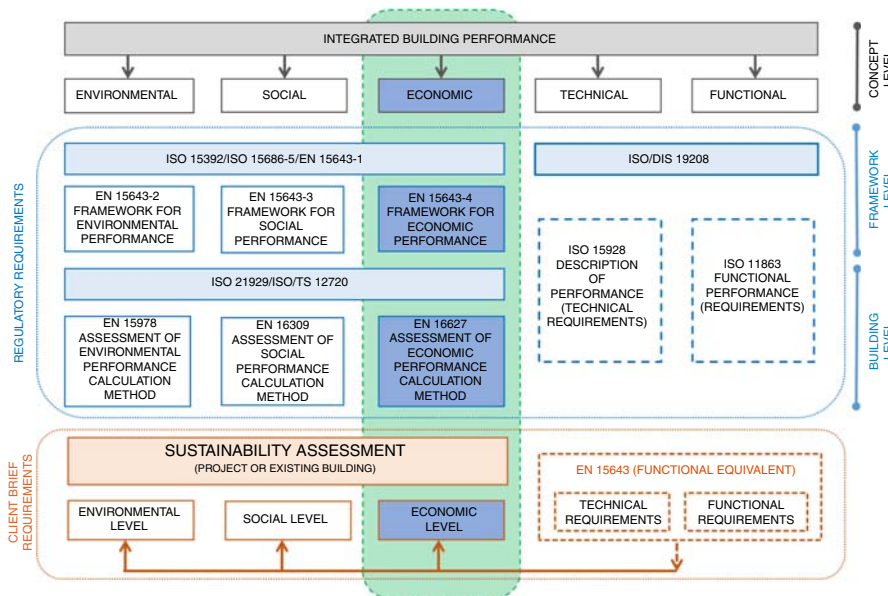 INTEGRATED BUILDING PERFORMANCE
ENVIRONMENTAL
SOCIAL
ECONOMIC
TECHNICAL
FUNCTIONAL
CONCEPT
LEVEL
REGULATORY REQUIREMENTS
ISO 15392/ISO 15686-5/EN 15643-1
ISO/DIS 19208
FRAMEWORK
LEVEL
EN 15643-2
FRAMEWORK FOR
ENVIRONMENTAL
PERFORMANCE
EN 15643-3
FRAMEWORK FOR
SOCIAL
PERFORMANCE
EN 15643-4
FRAMEWORK FOR
ECONOMIC
PERFORMANCE
ISO 15928
DESCRIPTION
OF
PERFORMANCE
(TECHNICAL
REQUIREMENTS)
ISO 11863
FUNCTIONAL
PERFORMANCE
(REQUIREMENTS)
ISO 21929/ISO/TS 12720
BUILDING
LEVEL
EN 15978
ASSESSMENT OF
ENVIRONMENTAL
PERFORMANCE
CALCULATION
METHOD
EN 16309
ASSESSMENT OF
SOCIAL
PERFORMANCE
CALCULATION
METHOD
EN 16627
ASSESSMENT OF
ECONOMIC
PERFORMANCE
CALCULATION
METHOD
CLIENT BRIEF
REQUIREMENTS
SUSTAINABILITY ASSESSMENT
(PROJECT OR EXISTING BUILDING)
ENVIRONMENTAL
LEVEL
SOCIAL LEVEL
ECONOMIC
LEVEL
EN 15643 (FUNCTIONAL EQUIVALENT)
TECHNICAL
REQUIREMENTS
FUNCTIONAL
REQUIREMENTS